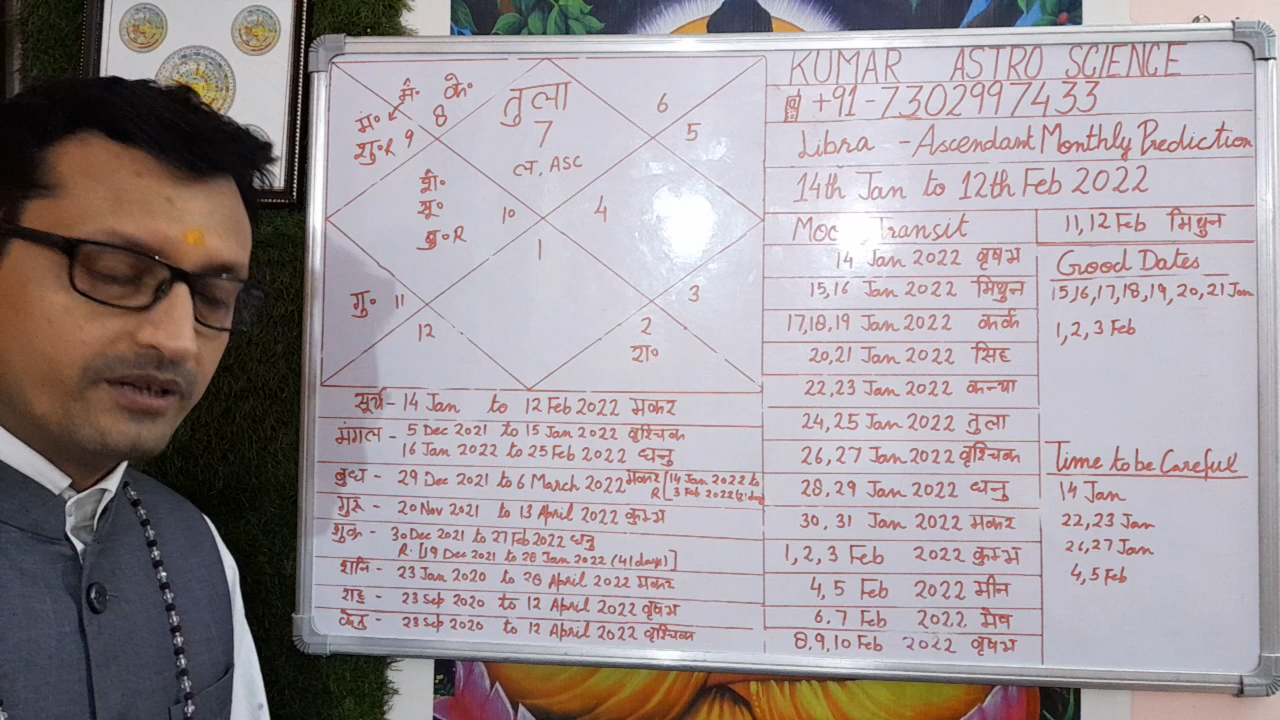 KUMAR ASTRO SCIENCE
+91-7302997433
Libra - Ascendant Monthly Prediction
14th Jan to 12th Feb 2022
मं॰ के॰
8
मं॰
शु॰R 9
तुला
7
ल, ASC
6
5
श॰
सू॰
बु॰R
10
4
1
गु॰ 11
12
3
2
रा॰
सूर्य - 14 Jan to 12 Feb 2022 मकर
मंगल - 5 Dec 2021 to 15 Jan 2022 वृश्चिक
16 Jan 2022 to 25 Feb 2022 धनु
बुध - 29 Dec 2021 to 6 March 2022 मकर R [14 Jan 2022 to
3 Feb 2022 (21 day)
गुरु - 20 Nov 2021 to 13 April 2022 कुम्भ
शुक्र - 30 Dec 2021 to 27 Feb 2022 धनु
R. [19 Dec 2021 to 28 Jan 2022 (41 days)]
शनि - 23 Jan 2020 to 28 April 2022 मकर
राहु - 23 Sep 2020 to 12 April 2022 वृषभ
केतु - 23 Sep 2020 to 12 April 2022 वृश्चिक
Transit
14 Jan 2022 वृषभ
15,16 Jan 2022 मिथुन
17,18,19 Jan 2022 कर्क
20,21 Jan 2022 सिंह
22,23 Jan 2022 कन्या
24,25 Jan 2022 तुला
26,27 Jan 2022 वृश्चिक
28,29 Jan 2022 धनु
30,31 Jan 2022 मकर
1,2,3 Feb 2022 कुम्भ
4,5 Feb 2022 मीन
6,7 Feb 2022 मेष
8,9,10 Feb 2022 वृषभ
11,12 Feb मिथुन
Good Dates
15,16,17,18,19,20,21 Jan
1,2,3 Feb
Time to be Careful
14 Jan
22,23 Jan
26,27 Jan
4,5 Feb